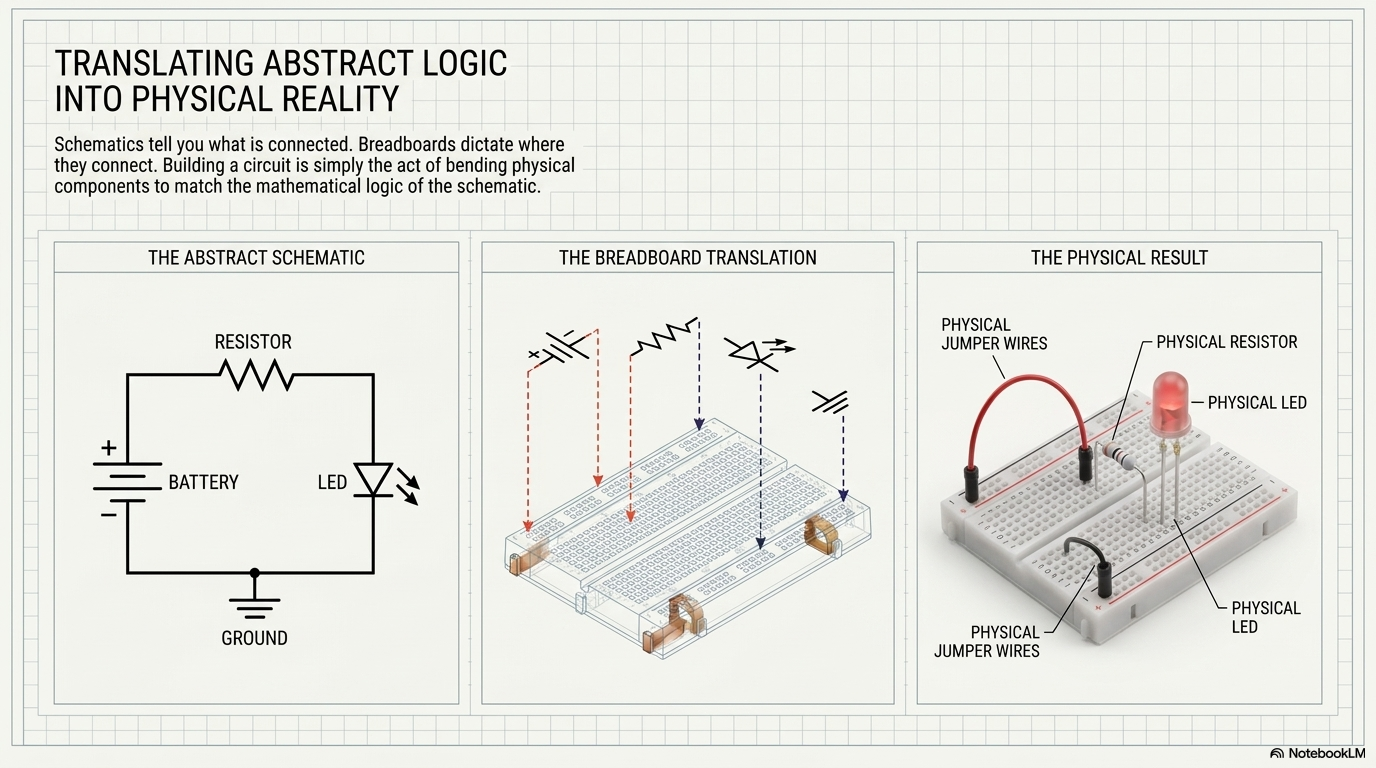 TRANSLATING ABSTRACT LOGIC
INTO PHYSICAL REALITY
Schematics tell you what is connected. Breadboards dictate where
they connect. Building a circuit is simply the act of bending physical
components to match the mathematical logic of the schematic.
THE ABSTRACT SCHEMATIC
RESISTOR
+
BATTERY
−
LED
GROUND
THE BREADBOARD TRANSLATION
+
−
THE PHYSICAL RESULT
PHYSICAL
JUMPER WIRES
PHYSICAL RESISTOR
PHYSICAL LED
PHYSICAL
LED
PHYSICAL
JUMPER WIRES
NotebookLM